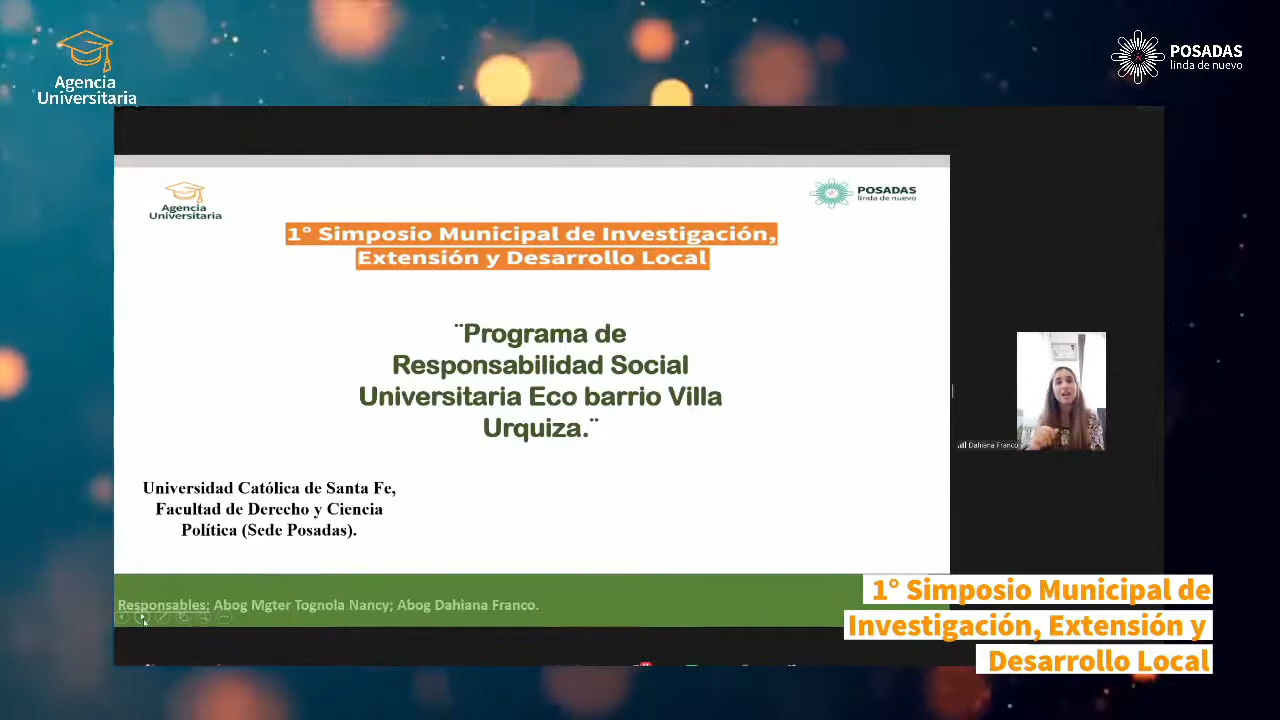 Agencia
Universitaria
POSADAS
linda de nuevo
Agencia
Universitaria
POSADAS
linda de nuevo
1° Simposio Municipal de Investigación,
Extensión y Desarrollo Local
¨Programa de
Responsabilidad Social
Universitaria Eco barrio Villa
Urquiza.¨
Universidad Católica de Santa Fe,
Facultad de Derecho y Ciencia
Política (Sede Posadas).
Responsables: Abog Mgter Tognola Nancy; Abog Dahiana Franco.
Dahiana Franco
1° Simposio Municipal de
Investigación, Extensión y
Desarrollo Local